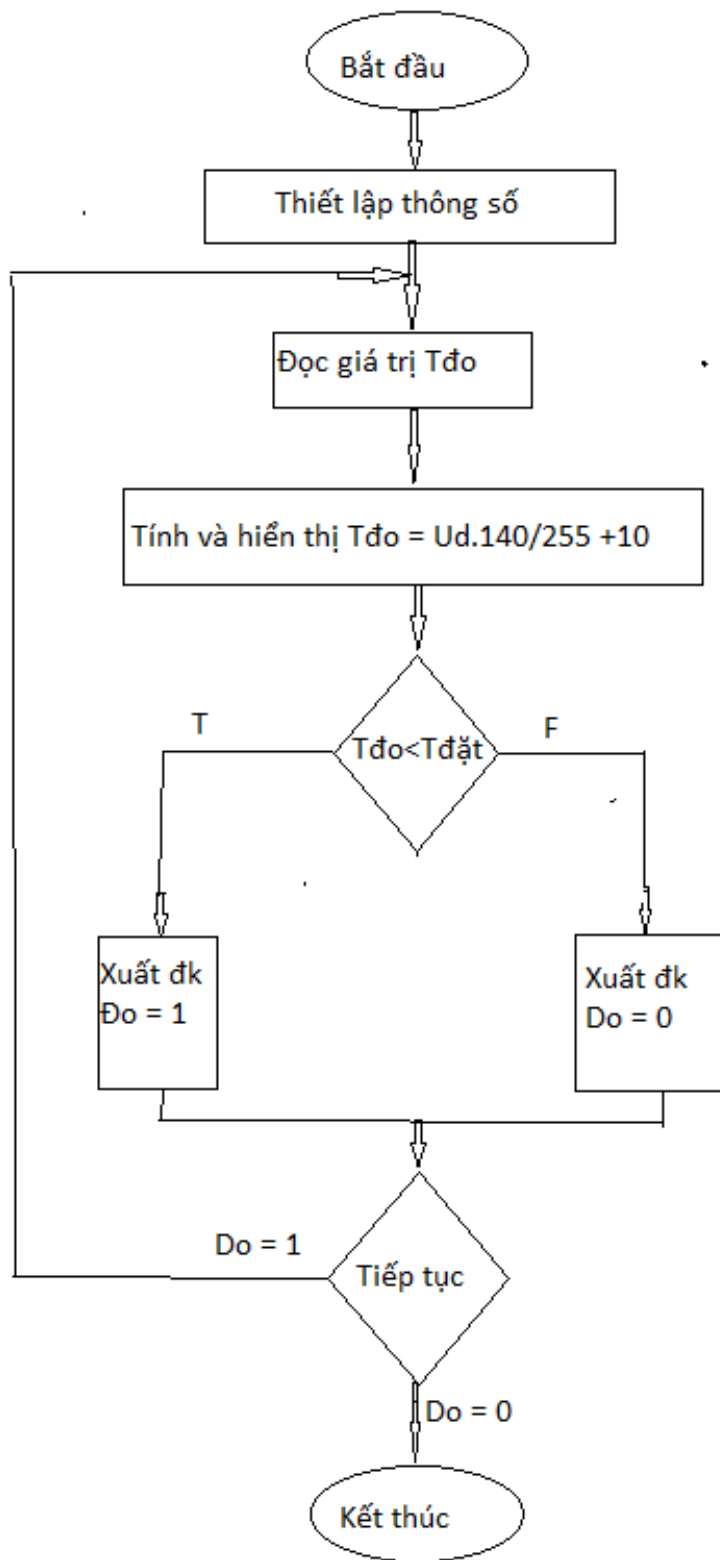 Bắt đầu
Thiết lập thông số
Đọc giá trị Tđo
Tính và hiển thị Tđo = Ud.140/255 +10
T
Tđo<Tđặt
F
Xuất đk
Đo = 1
Xuất đk
Do = 0
Do = 1
Tiếp tục
Do = 0
Kết thúc